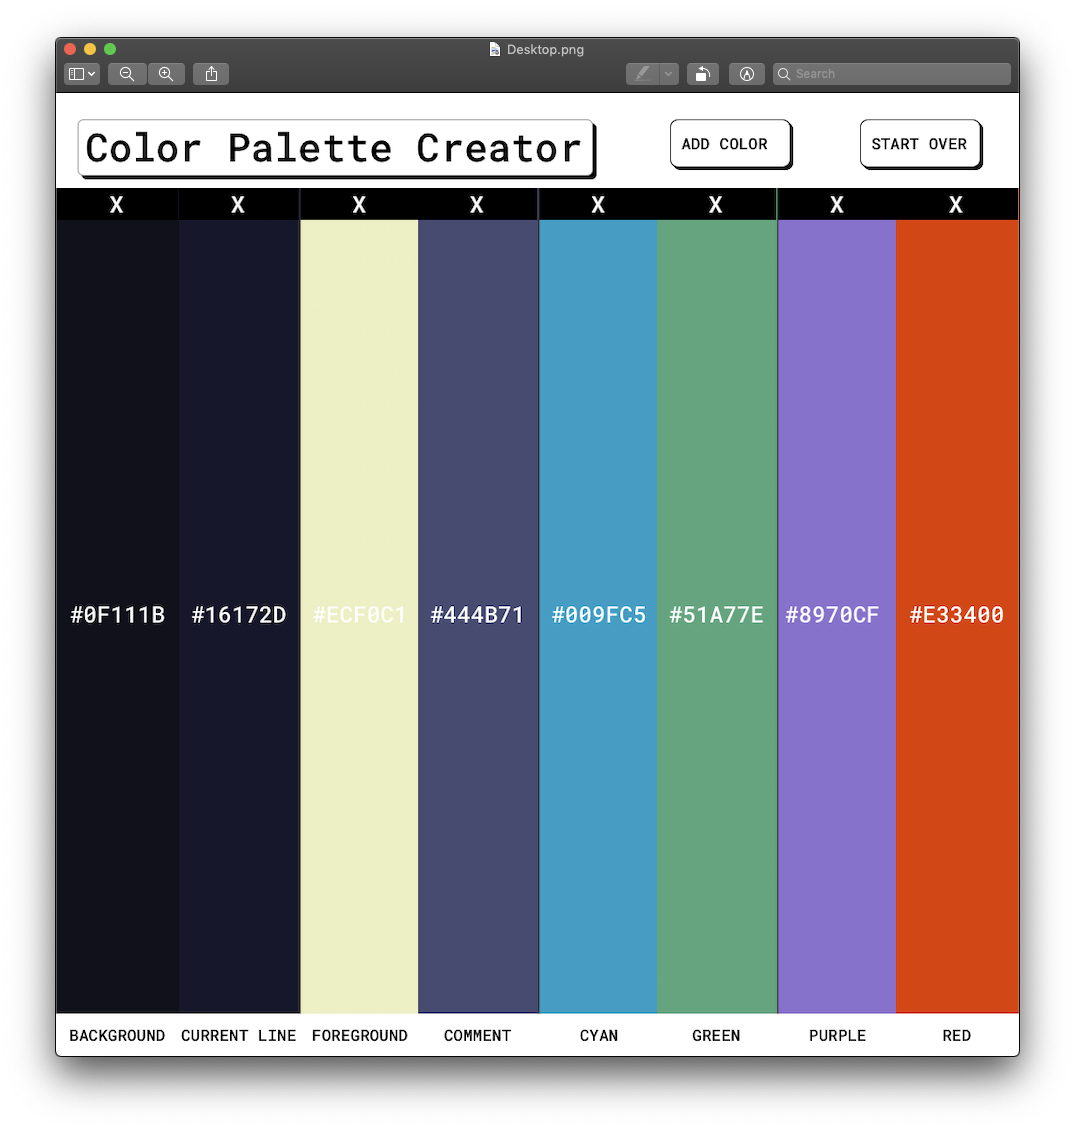 Desktop.png
Search
Color Palette Creator
ADD COLOR
START OVER
X X X X X X X X
#0F111B #16172D #ECF0C1 #444B71 #009FC5 #51A77E #8970CF #E33400
BACKGROUND CURRENT LINE FOREGROUND COMMENT CYAN GREEN PURPLE RED